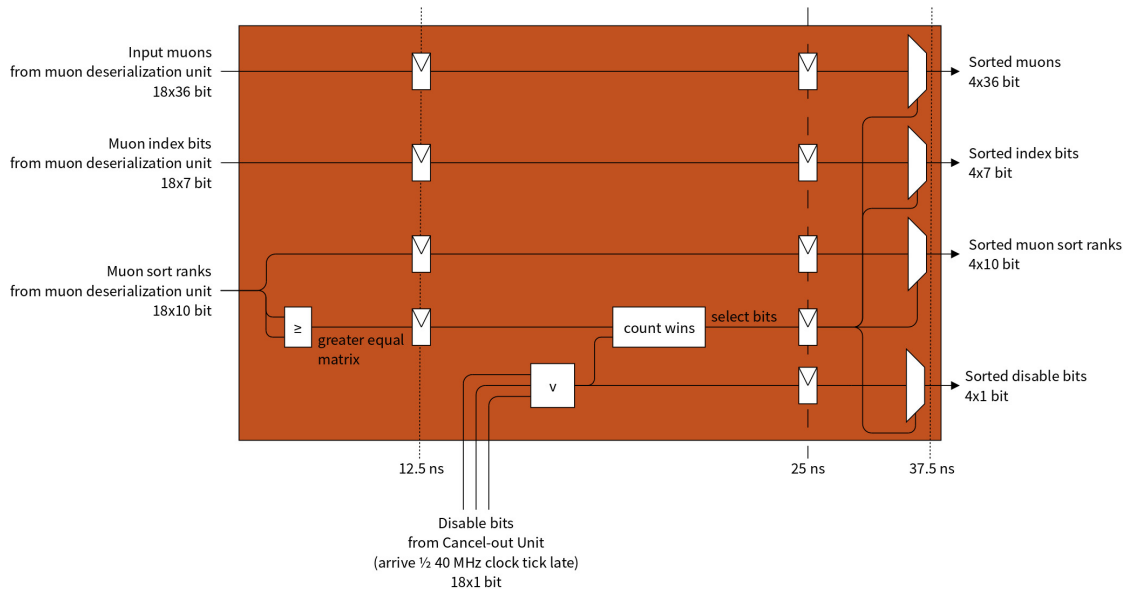 Input muons
from muon deserialization unit
18x36 bit
Sorted muons
4x36 bit
Muon index bits
from muon deserialization unit
18x7 bit
Sorted index bits
4x7 bit
Sorted muon sort ranks
4x10 bit
Muon sort ranks
from muon deserialization unit
18x10 bit
≥
greater equal
matrix
count wins
select bits
v
Sorted disable bits
4x1 bit
12.5 ns
25 ns
37.5 ns
Disable bits
from Cancel-out Unit
(arrive ½ 40 MHz clock tick late)
18x1 bit